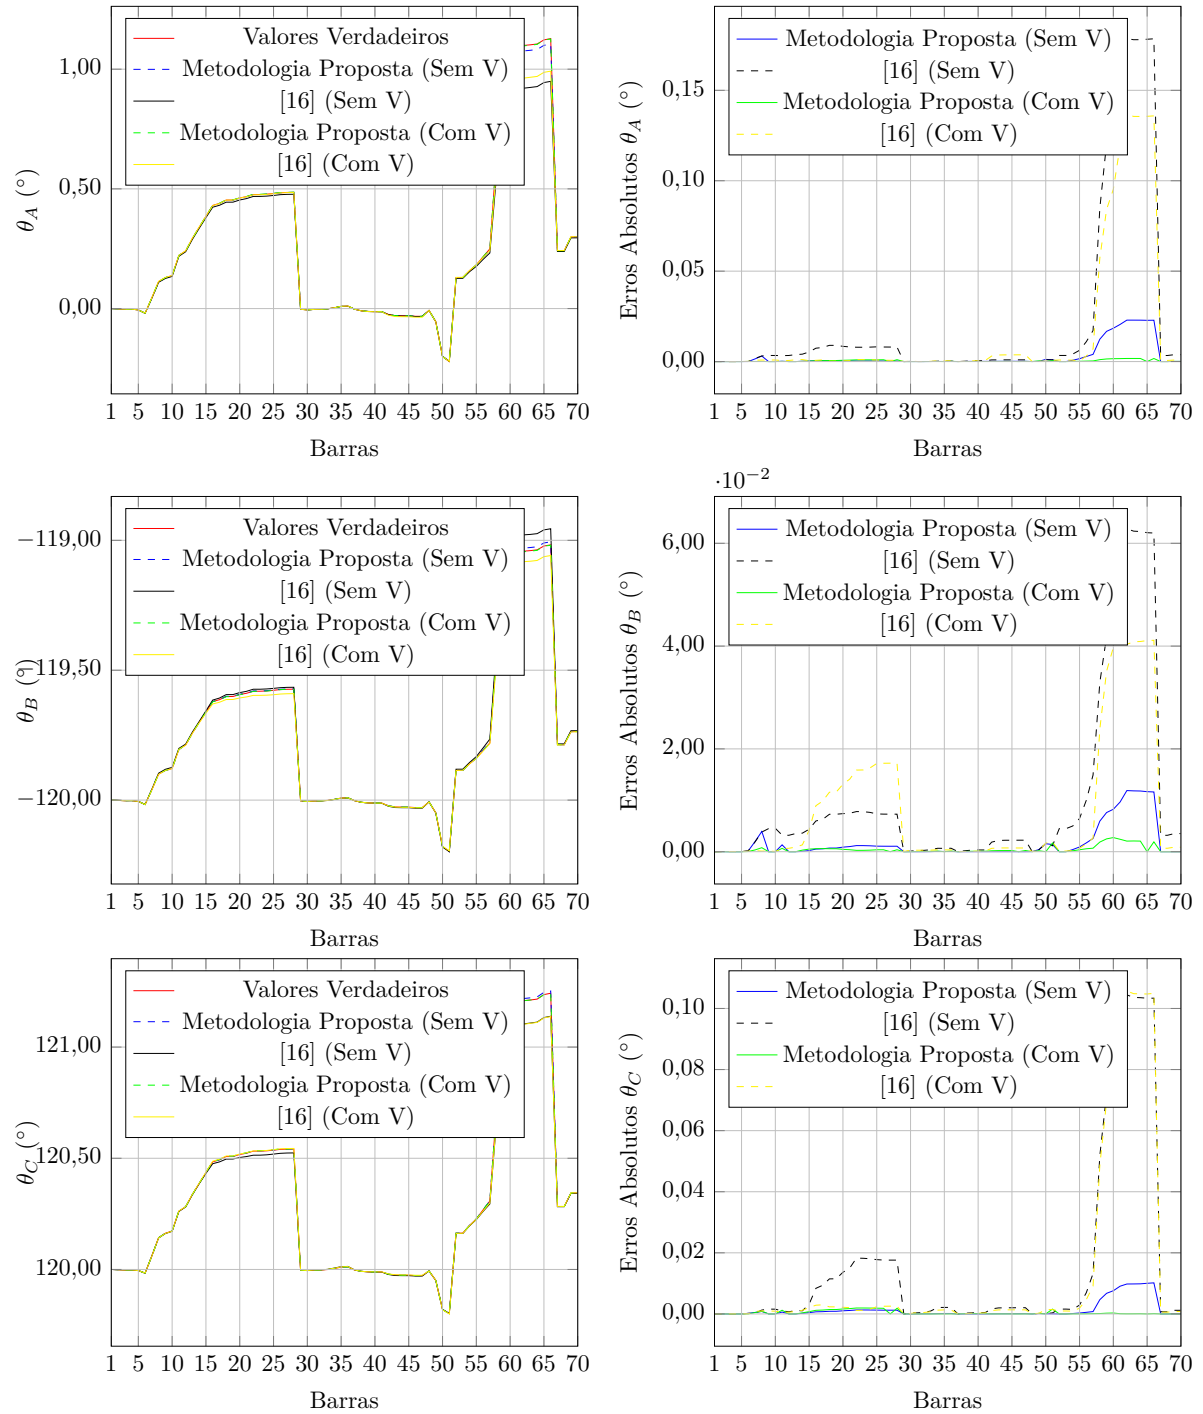 Valores Verdadeiros
Metodologia Proposta (Sem V)
[16] (Sem V)
Metodologia Proposta (Com V)
[16] (Com V)
1,00
0,50
0,00
θ_A (°)
1 5 10 15 20 25 30 35 40 45 50 55 60 65 70
Barras
Metodologia Proposta (Sem V)
[16] (Sem V)
Metodologia Proposta (Com V)
[16] (Com V)
0,15
0,10
0,05
0,00
Erros Absolutos θ_A (°)
1 5 10 15 20 25 30 35 40 45 50 55 60 65 70
Barras
Valores Verdadeiros
Metodologia Proposta (Sem V)
[16] (Sem V)
Metodologia Proposta (Com V)
[16] (Com V)
−119,00
−119,50
−120,00
θ_B (°)
1 5 10 15 20 25 30 35 40 45 50 55 60 65 70
Barras
·10⁻²
Metodologia Proposta (Sem V)
[16] (Sem V)
Metodologia Proposta (Com V)
[16] (Com V)
6,00
4,00
2,00
0,00
Erros Absolutos θ_B (°)
1 5 10 15 20 25 30 35 40 45 50 55 60 65 70
Barras
Valores Verdadeiros
Metodologia Proposta (Sem V)
[16] (Sem V)
Metodologia Proposta (Com V)
[16] (Com V)
121,00
120,50
120,00
θ_C (°)
1 5 10 15 20 25 30 35 40 45 50 55 60 65 70
Barras
Metodologia Proposta (Sem V)
[16] (Sem V)
Metodologia Proposta (Com V)
[16] (Com V)
0,10
0,08
0,06
0,04
0,02
0,00
Erros Absolutos θ_C (°)
1 5 10 15 20 25 30 35 40 45 50 55 60 65 70
Barras